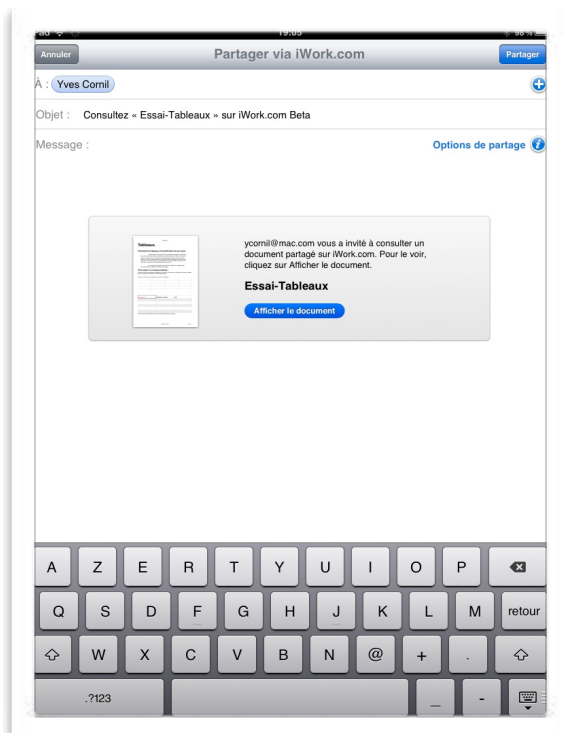 19:05
98 %
Annuler
Partager via iWork.com
Partager
À : Yves Cornil
Objet : Consultez « Essai-Tableaux » sur iWork.com Beta
Message :
Options de partage
Tableaux.
ycornil@mac.com vous a invité à consulter un
document partagé sur iWork.com. Pour le voir,
cliquez sur Afficher le document.
Essai-Tableaux
Afficher le document
A Z E R T Y U I O P
Q S D F G H J K L M retour
W X C V B N @ + .
.?123 _ -